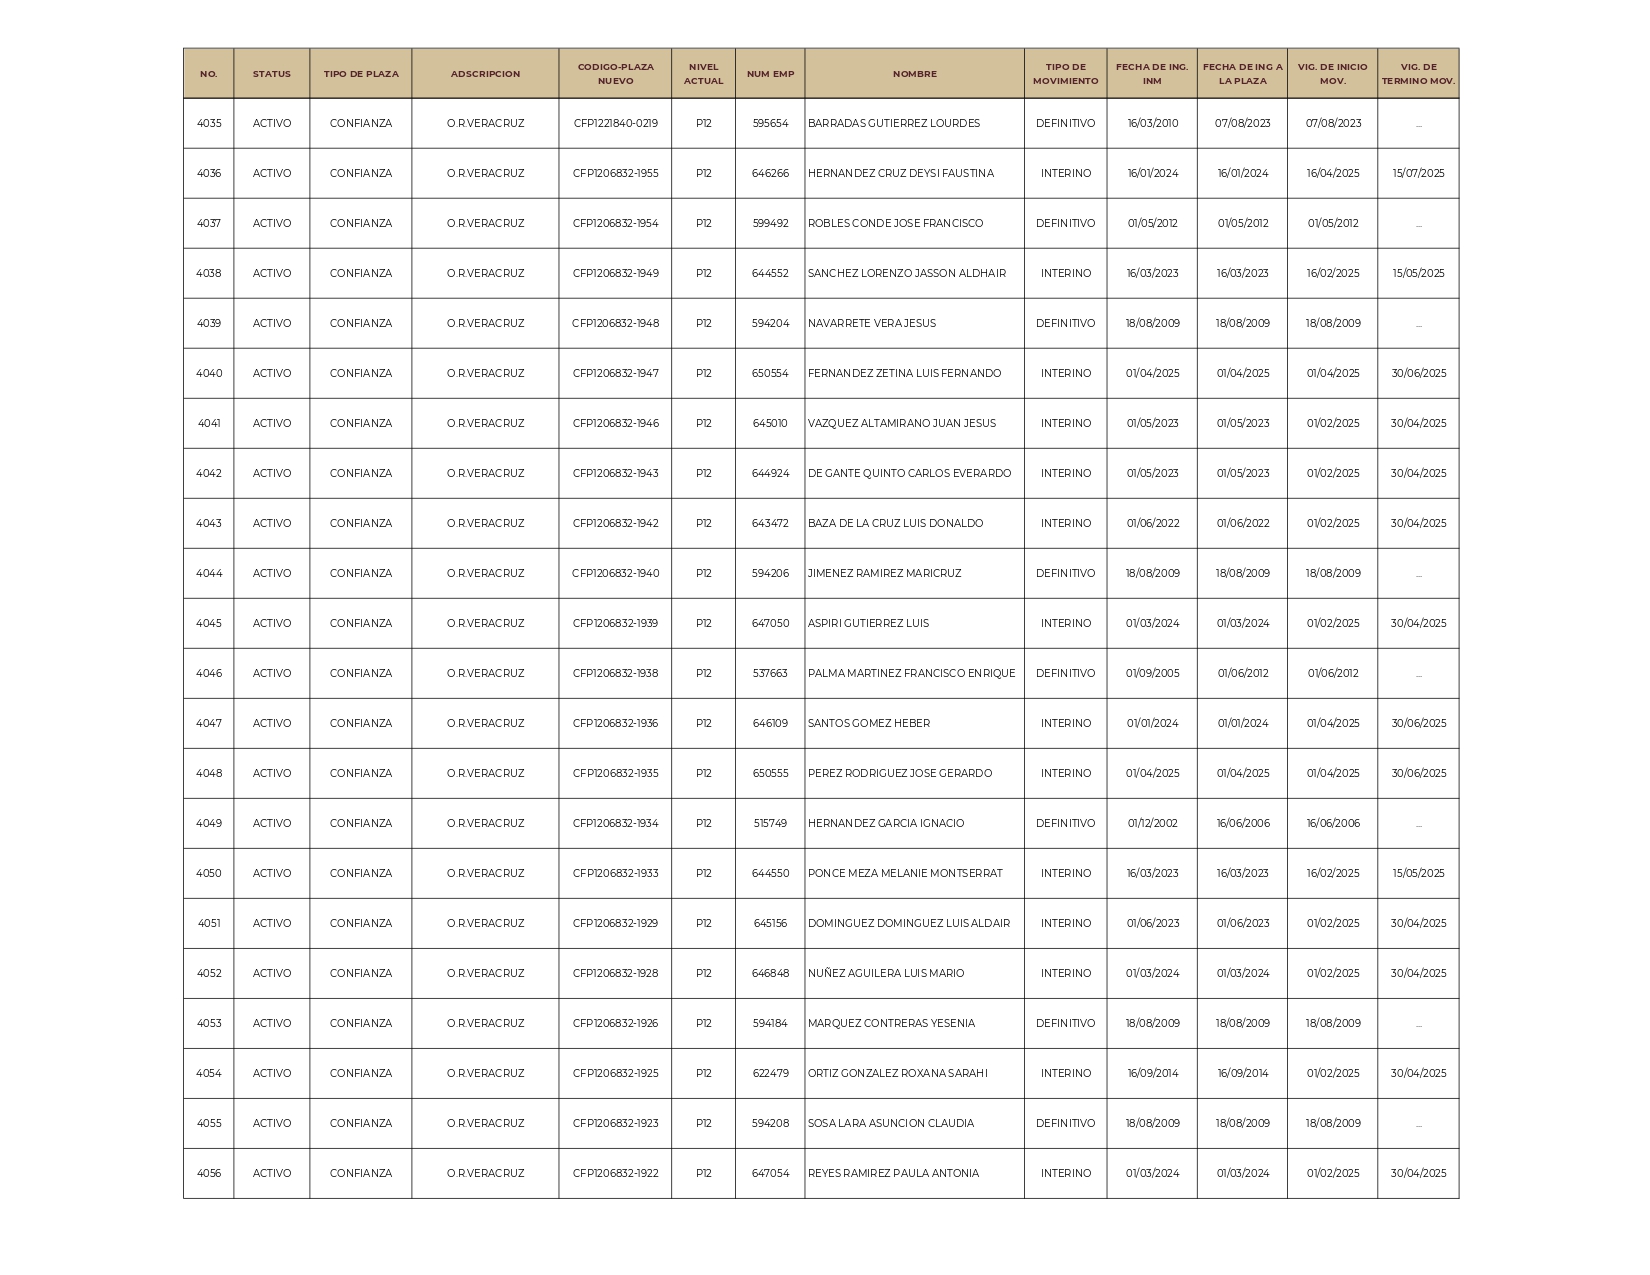 NO. STATUS TIPO DE PLAZA ADSCRIPCION CODIGO-PLAZA NUEVO NIVEL ACTUAL NUM EMP NOMBRE TIPO DE MOVIMIENTO FECHA DE ING. INM FECHA DE ING A LA PLAZA VIG. DE INICIO MOV. VIG. DE TERMINO MOV.
4035 ACTIVO CONFIANZA O.R.VERACRUZ CFP1221840-0219 P12 595654 BARRADAS GUTIERREZ LOURDES DEFINITIVO 16/03/2010 07/08/2023 07/08/2023 ...
4036 ACTIVO CONFIANZA O.R.VERACRUZ CFP1206832-1955 P12 646266 HERNANDEZ CRUZ DEYSI FAUSTINA INTERINO 16/01/2024 16/01/2024 16/04/2025 15/07/2025
4037 ACTIVO CONFIANZA O.R.VERACRUZ CFP1206832-1954 P12 599492 ROBLES CONDE JOSE FRANCISCO DEFINITIVO 01/05/2012 01/05/2012 01/05/2012 ...
4038 ACTIVO CONFIANZA O.R.VERACRUZ CFP1206832-1949 P12 644552 SANCHEZ LORENZO JASSON ALDHAIR INTERINO 16/03/2023 16/03/2023 16/02/2025 15/05/2025
4039 ACTIVO CONFIANZA O.R.VERACRUZ CFP1206832-1948 P12 594204 NAVARRETE VERA JESUS DEFINITIVO 18/08/2009 18/08/2009 18/08/2009 ...
4040 ACTIVO CONFIANZA O.R.VERACRUZ CFP1206832-1947 P12 650554 FERNANDEZ ZETINA LUIS FERNANDO INTERINO 01/04/2025 01/04/2025 01/04/2025 30/06/2025
4041 ACTIVO CONFIANZA O.R.VERACRUZ CFP1206832-1946 P12 645010 VAZQUEZ ALTAMIRANO JUAN JESUS INTERINO 01/05/2023 01/05/2023 01/02/2025 30/04/2025
4042 ACTIVO CONFIANZA O.R.VERACRUZ CFP1206832-1943 P12 644924 DE GANTE QUINTO CARLOS EVERARDO INTERINO 01/05/2023 01/05/2023 01/02/2025 30/04/2025
4043 ACTIVO CONFIANZA O.R.VERACRUZ CFP1206832-1942 P12 643472 BAZA DE LA CRUZ LUIS DONALDO INTERINO 01/06/2022 01/06/2022 01/02/2025 30/04/2025
4044 ACTIVO CONFIANZA O.R.VERACRUZ CFP1206832-1940 P12 594206 JIMENEZ RAMIREZ MARICRUZ DEFINITIVO 18/08/2009 18/08/2009 18/08/2009 ...
4045 ACTIVO CONFIANZA O.R.VERACRUZ CFP1206832-1939 P12 647050 ASPIRI GUTIERREZ LUIS INTERINO 01/03/2024 01/03/2024 01/02/2025 30/04/2025
4046 ACTIVO CONFIANZA O.R.VERACRUZ CFP1206832-1938 P12 537663 PALMA MARTINEZ FRANCISCO ENRIQUE DEFINITIVO 01/09/2005 01/06/2012 01/06/2012 ...
4047 ACTIVO CONFIANZA O.R.VERACRUZ CFP1206832-1936 P12 646109 SANTOS GOMEZ HEBER INTERINO 01/01/2024 01/01/2024 01/04/2025 30/06/2025
4048 ACTIVO CONFIANZA O.R.VERACRUZ CFP1206832-1935 P12 650555 PEREZ RODRIGUEZ JOSE GERARDO INTERINO 01/04/2025 01/04/2025 01/04/2025 30/06/2025
4049 ACTIVO CONFIANZA O.R.VERACRUZ CFP1206832-1934 P12 515749 HERNANDEZ GARCIA IGNACIO DEFINITIVO 01/12/2002 16/06/2006 16/06/2006 ...
4050 ACTIVO CONFIANZA O.R.VERACRUZ CFP1206832-1933 P12 644550 PONCE MEZA MELANIE MONTSERRAT INTERINO 16/03/2023 16/03/2023 16/02/2025 15/05/2025
4051 ACTIVO CONFIANZA O.R.VERACRUZ CFP1206832-1929 P12 645156 DOMINGUEZ DOMINGUEZ LUIS ALDAIR INTERINO 01/06/2023 01/06/2023 01/02/2025 30/04/2025
4052 ACTIVO CONFIANZA O.R.VERACRUZ CFP1206832-1928 P12 646848 NUÑEZ AGUILERA LUIS MARIO INTERINO 01/03/2024 01/03/2024 01/02/2025 30/04/2025
4053 ACTIVO CONFIANZA O.R.VERACRUZ CFP1206832-1926 P12 594184 MARQUEZ CONTRERAS YESENIA DEFINITIVO 18/08/2009 18/08/2009 18/08/2009 ...
4054 ACTIVO CONFIANZA O.R.VERACRUZ CFP1206832-1925 P12 622479 ORTIZ GONZALEZ ROXANA SARAHI INTERINO 16/09/2014 16/09/2014 01/02/2025 30/04/2025
4055 ACTIVO CONFIANZA O.R.VERACRUZ CFP1206832-1923 P12 594208 SOSA LARA ASUNCION CLAUDIA DEFINITIVO 18/08/2009 18/08/2009 18/08/2009 ...
4056 ACTIVO CONFIANZA O.R.VERACRUZ CFP1206832-1922 P12 647054 REYES RAMIREZ PAULA ANTONIA INTERINO 01/03/2024 01/03/2024 01/02/2025 30/04/2025